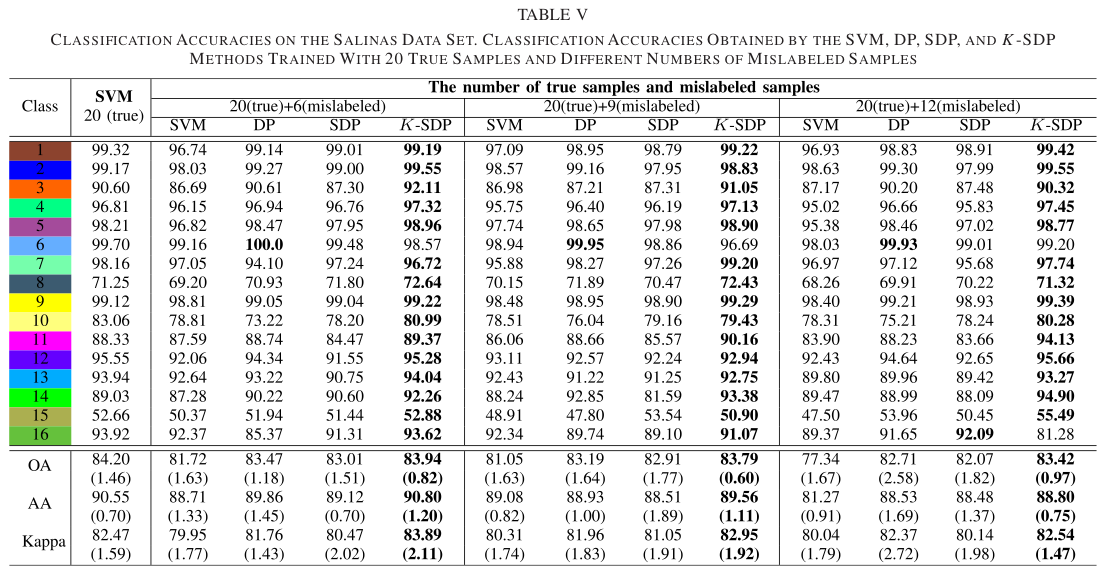 TABLE V
CLASSIFICATION ACCURACIES ON THE SALINAS DATA SET. CLASSIFICATION ACCURACIES OBTAINED BY THE SVM, DP, SDP, AND K-SDP
METHODS TRAINED WITH 20 TRUE SAMPLES AND DIFFERENT NUMBERS OF MISLABELED SAMPLES
Class SVM 20 (true) The number of true samples and mislabeled samples
20(true)+6(mislabeled) 20(true)+9(mislabeled) 20(true)+12(mislabeled)
SVM DP SDP K-SDP SVM DP SDP K-SDP SVM DP SDP K-SDP
1 99.32 96.74 99.14 99.01 99.19 97.09 98.95 98.79 99.22 96.93 98.83 98.91 99.42
2 99.17 98.03 99.27 99.00 99.55 98.57 99.16 97.95 98.83 98.63 99.30 97.99 99.55
3 90.60 86.69 90.61 87.30 92.11 86.98 87.21 87.31 91.05 87.17 90.20 87.48 90.32
4 96.81 96.15 96.94 96.76 97.32 95.75 96.40 96.19 97.13 95.02 96.66 95.83 97.45
5 98.21 96.82 98.47 97.95 98.96 97.74 98.65 97.98 98.90 95.38 98.46 97.02 98.77
6 99.70 99.16 100.0 99.48 98.57 98.94 99.95 98.86 96.69 98.03 99.93 99.01 99.20
7 98.16 97.05 94.10 97.24 96.72 95.88 98.27 97.26 99.20 96.97 97.12 95.68 97.74
8 71.25 69.20 70.93 71.80 72.64 70.15 71.89 70.47 72.43 68.26 69.91 70.22 71.32
9 99.12 98.81 99.05 99.04 99.22 98.48 98.95 98.90 99.29 98.40 99.21 98.93 99.39
10 83.06 78.81 73.22 78.20 80.99 78.51 76.04 79.16 79.43 78.31 75.21 78.24 80.28
11 88.33 87.59 88.74 84.47 89.37 86.06 88.66 85.57 90.16 83.90 88.23 83.66 94.13
12 95.55 92.06 94.34 91.55 95.28 93.11 92.57 92.24 92.94 92.43 94.64 92.65 95.66
13 93.94 92.64 93.22 90.75 94.04 92.43 91.22 91.25 92.75 89.80 89.96 89.42 93.27
14 89.03 87.28 90.22 90.60 92.26 88.24 92.85 81.59 93.38 89.47 88.99 88.09 94.90
15 52.66 50.37 51.94 51.44 52.88 48.91 47.80 53.54 50.90 47.50 53.96 50.45 55.49
16 93.92 92.37 85.37 91.31 93.62 92.34 89.74 89.10 91.07 89.37 91.65 92.09 81.28
OA 84.20 81.72 83.47 83.01 83.94 81.05 83.19 82.91 83.79 77.34 82.71 82.07 83.42
(1.46) (1.63) (1.18) (1.51) (0.82) (1.63) (1.64) (1.77) (0.60) (1.67) (2.58) (1.82) (0.97)
AA 90.55 88.71 89.86 89.12 90.80 89.08 88.93 88.51 89.56 81.27 88.53 88.48 88.80
(0.70) (1.33) (1.45) (0.70) (1.20) (0.82) (1.00) (1.89) (1.11) (0.91) (1.69) (1.37) (0.75)
Kappa 82.47 79.95 81.76 80.47 83.89 80.31 81.96 81.05 82.95 80.04 82.37 80.14 82.54
(1.59) (1.77) (1.43) (2.02) (2.11) (1.74) (1.83) (1.91) (1.92) (1.79) (2.72) (1.98) (1.47)